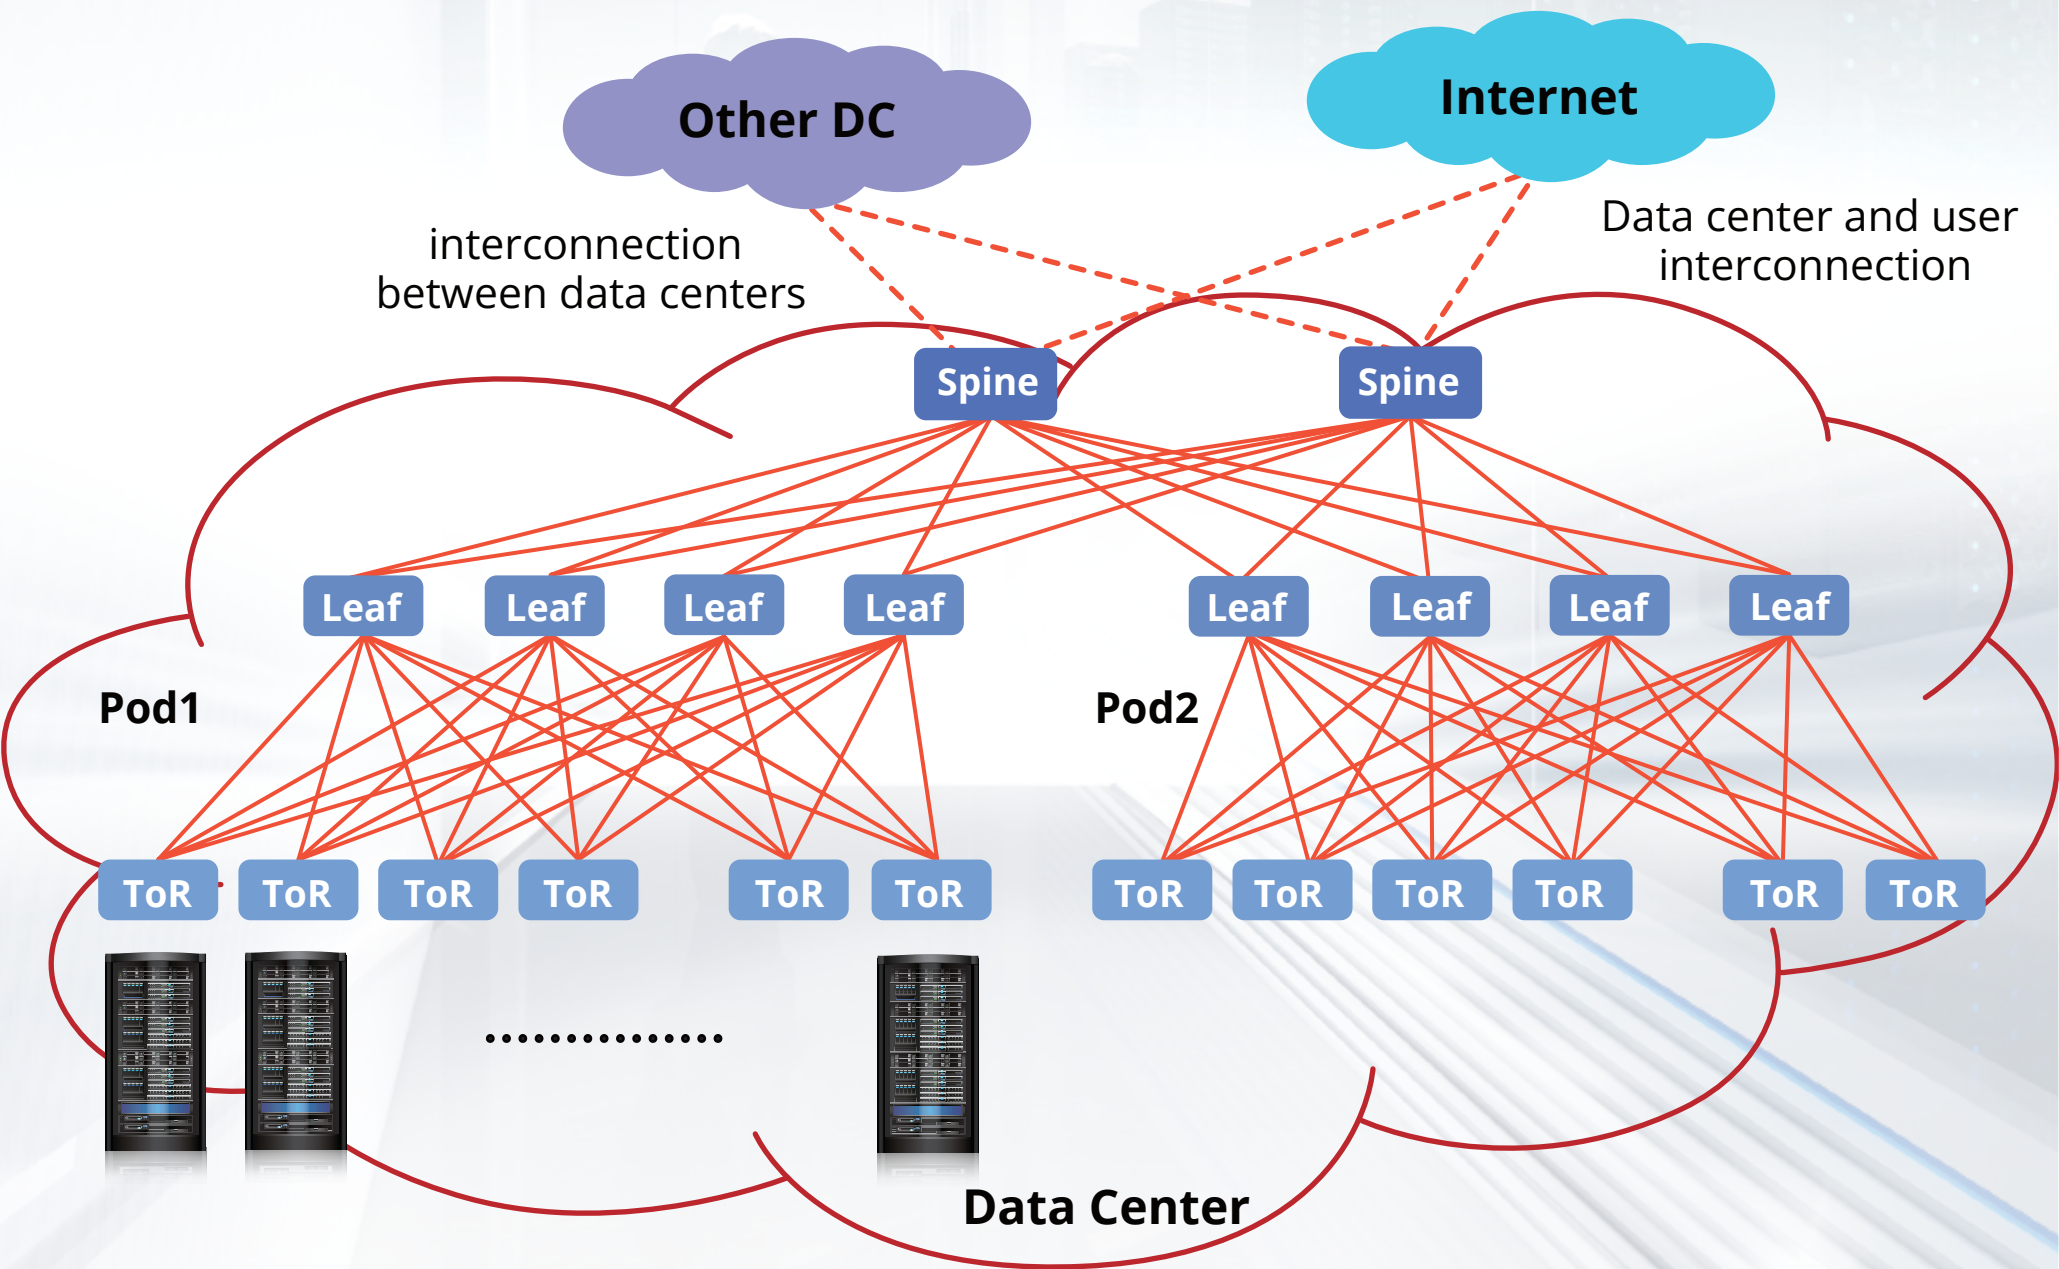 Other DC
Internet
interconnection
between data centers
Data center and user
interconnection
Spine
Spine
Leaf
Leaf
Leaf
Leaf
Leaf
Leaf
Leaf
Leaf
Pod1
Pod2
ToR
ToR
ToR
ToR
ToR
ToR
ToR
ToR
ToR
ToR
ToR
ToR
Data Center